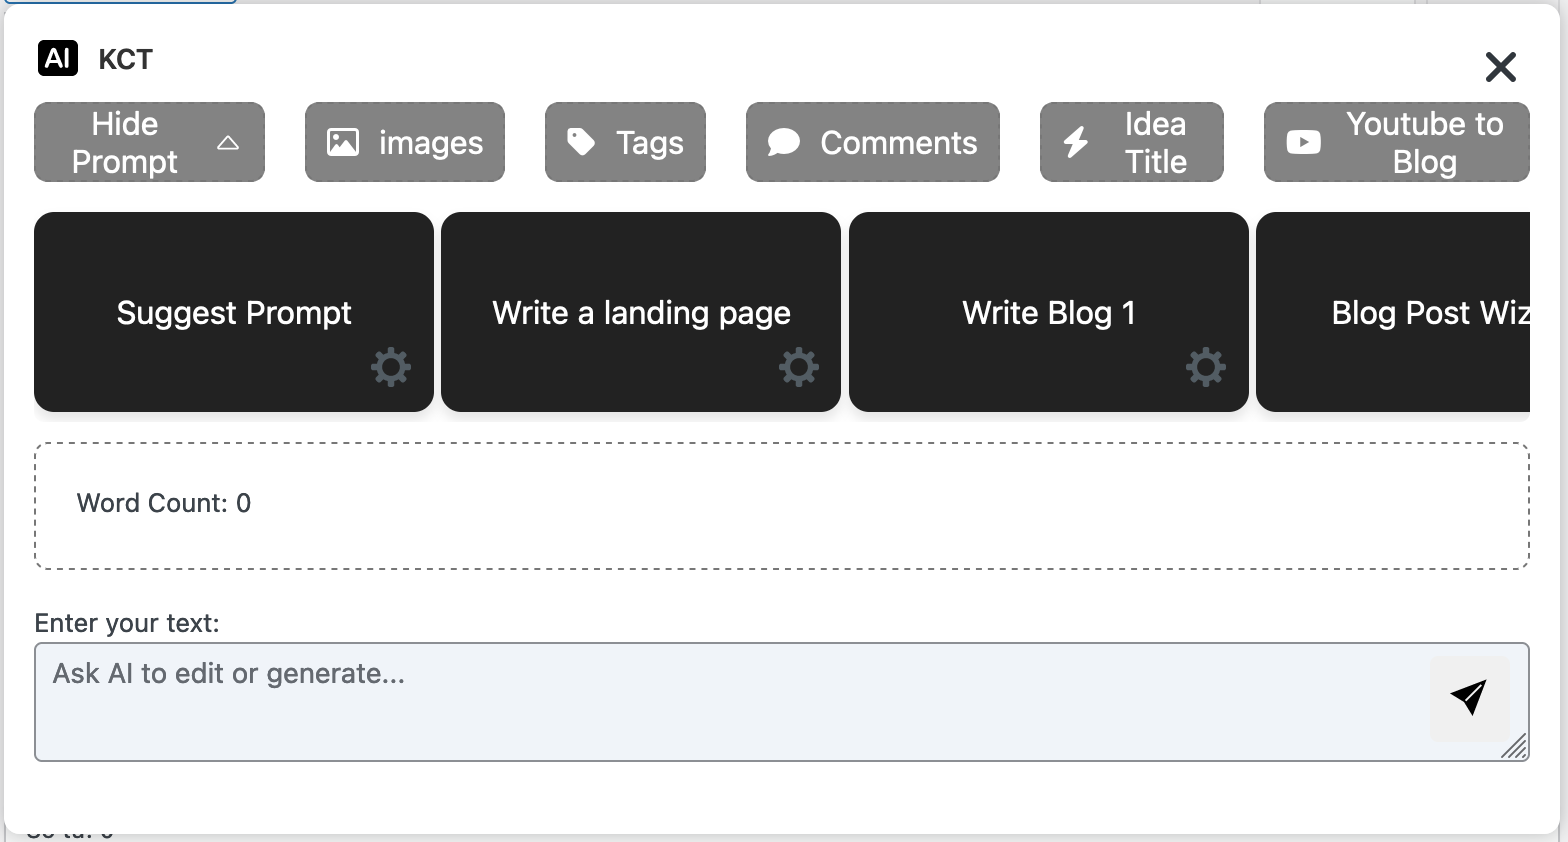 AI KCT
Hide
Prompt
images
Tags
Comments
Idea
Title
Youtube to
Blog
Suggest Prompt
Write a landing page
Write Blog 1
Blog Post Wiz
Word Count: 0
Enter your text:
Ask AI to edit or generate...